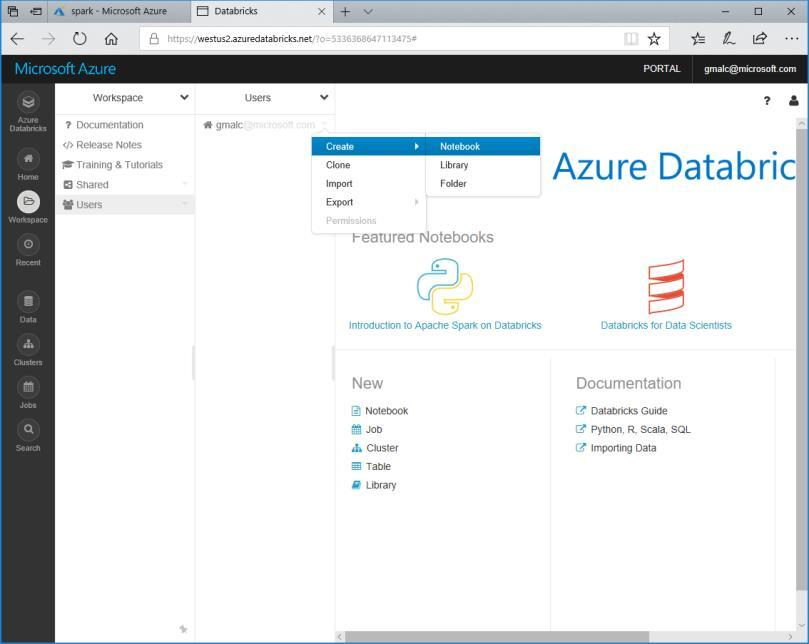 spark - Microsoft Azure
Databricks
https://westus2.azuredatabricks.net/?o=5336368647113475#
Microsoft Azure
PORTAL
gmalc@microsoft.com
Azure
Databricks
Home
Workspace
Recent
Data
Clusters
Jobs
Search
Workspace
? Documentation
</> Release Notes
Training & Tutorials
Shared
Users
Users
gmalc@microsoft.com
Create
Clone
Import
Export
Permissions
Notebook
Library
Folder
?
Azure Databric
Featured Notebooks
Introduction to Apache Spark on Databricks
Databricks for Data Scientists
New
Notebook
Job
Cluster
Table
Library
Documentation
Databricks Guide
Python, R, Scala, SQL
Importing Data